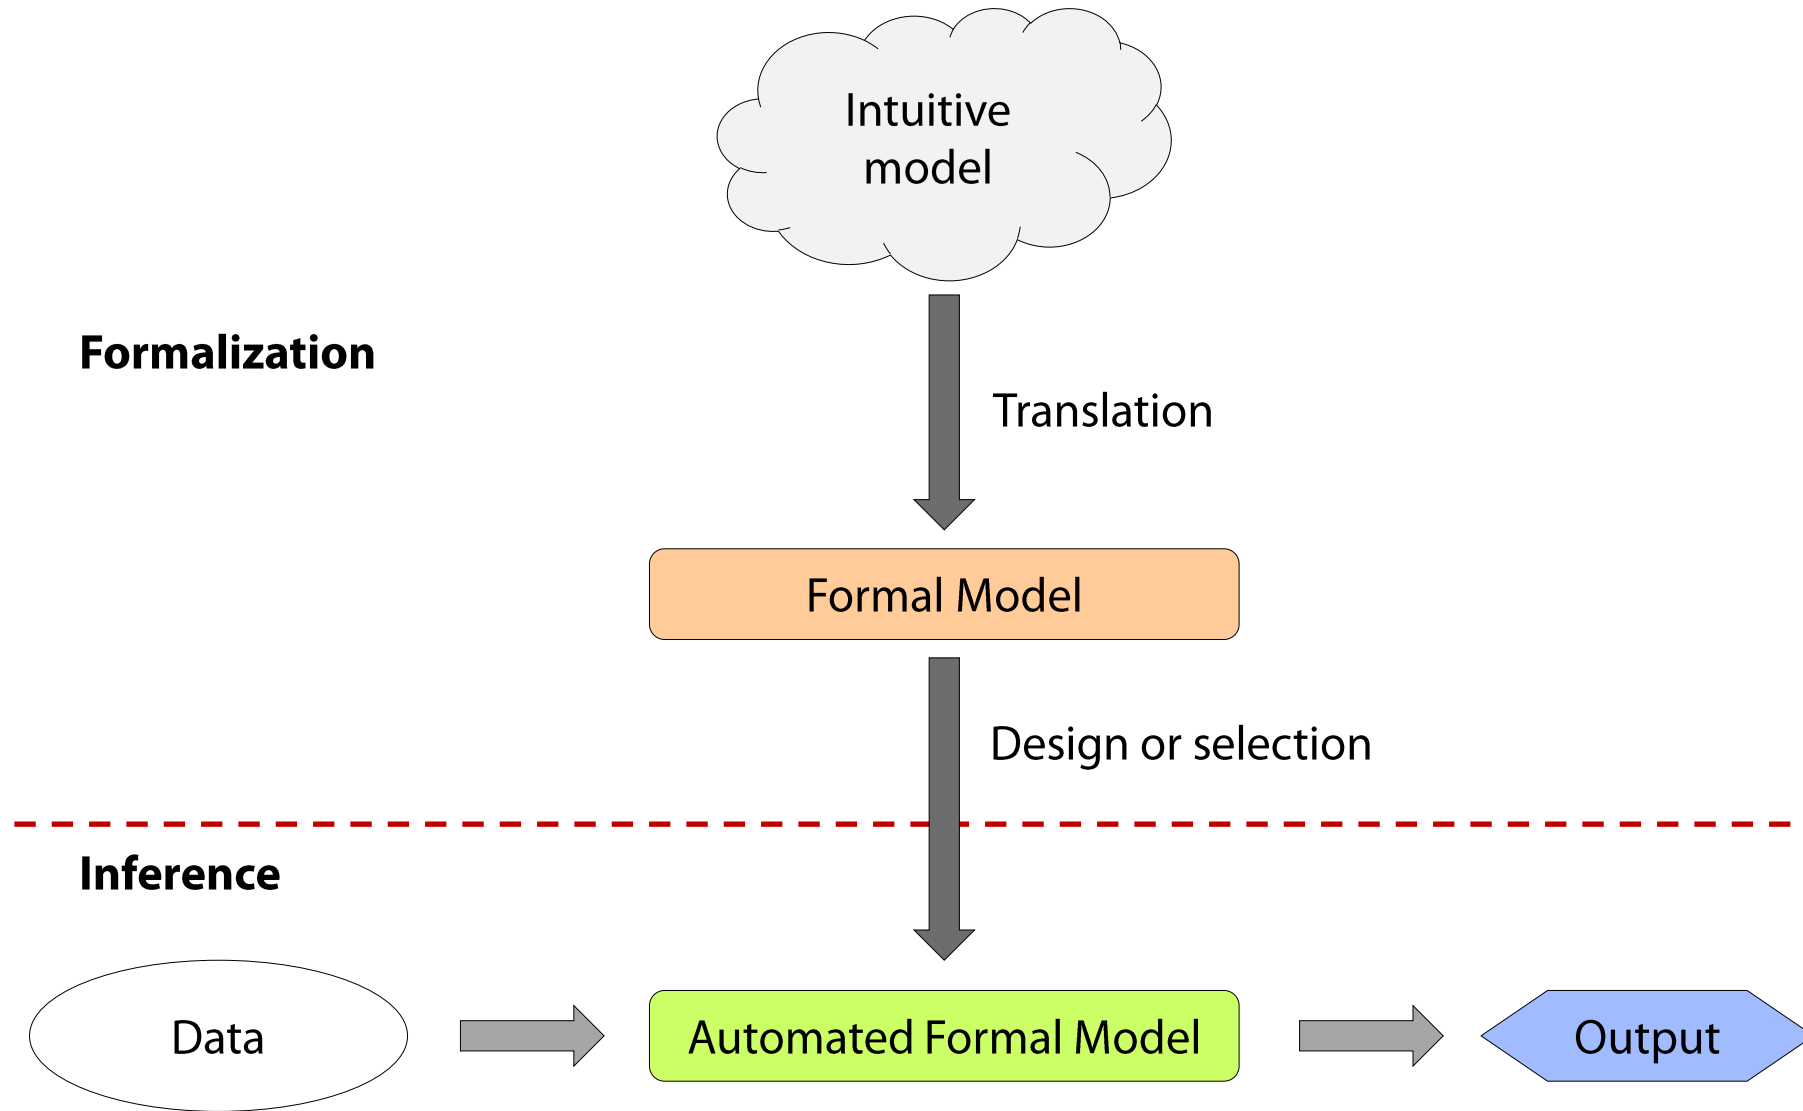 Intuitive
model
Formalization
Translation
Formal Model
Design or selection
Inference
Data
Automated Formal Model
Output